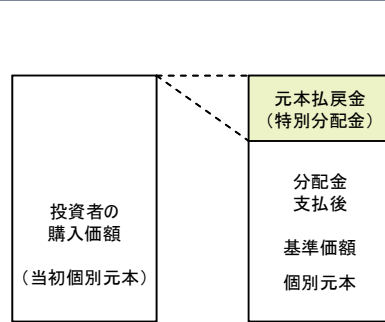 投資者の
購入価額
（当初個別元本）
元本払戻金
（特別分配金）
分配金
支払後
基準価額
個別元本